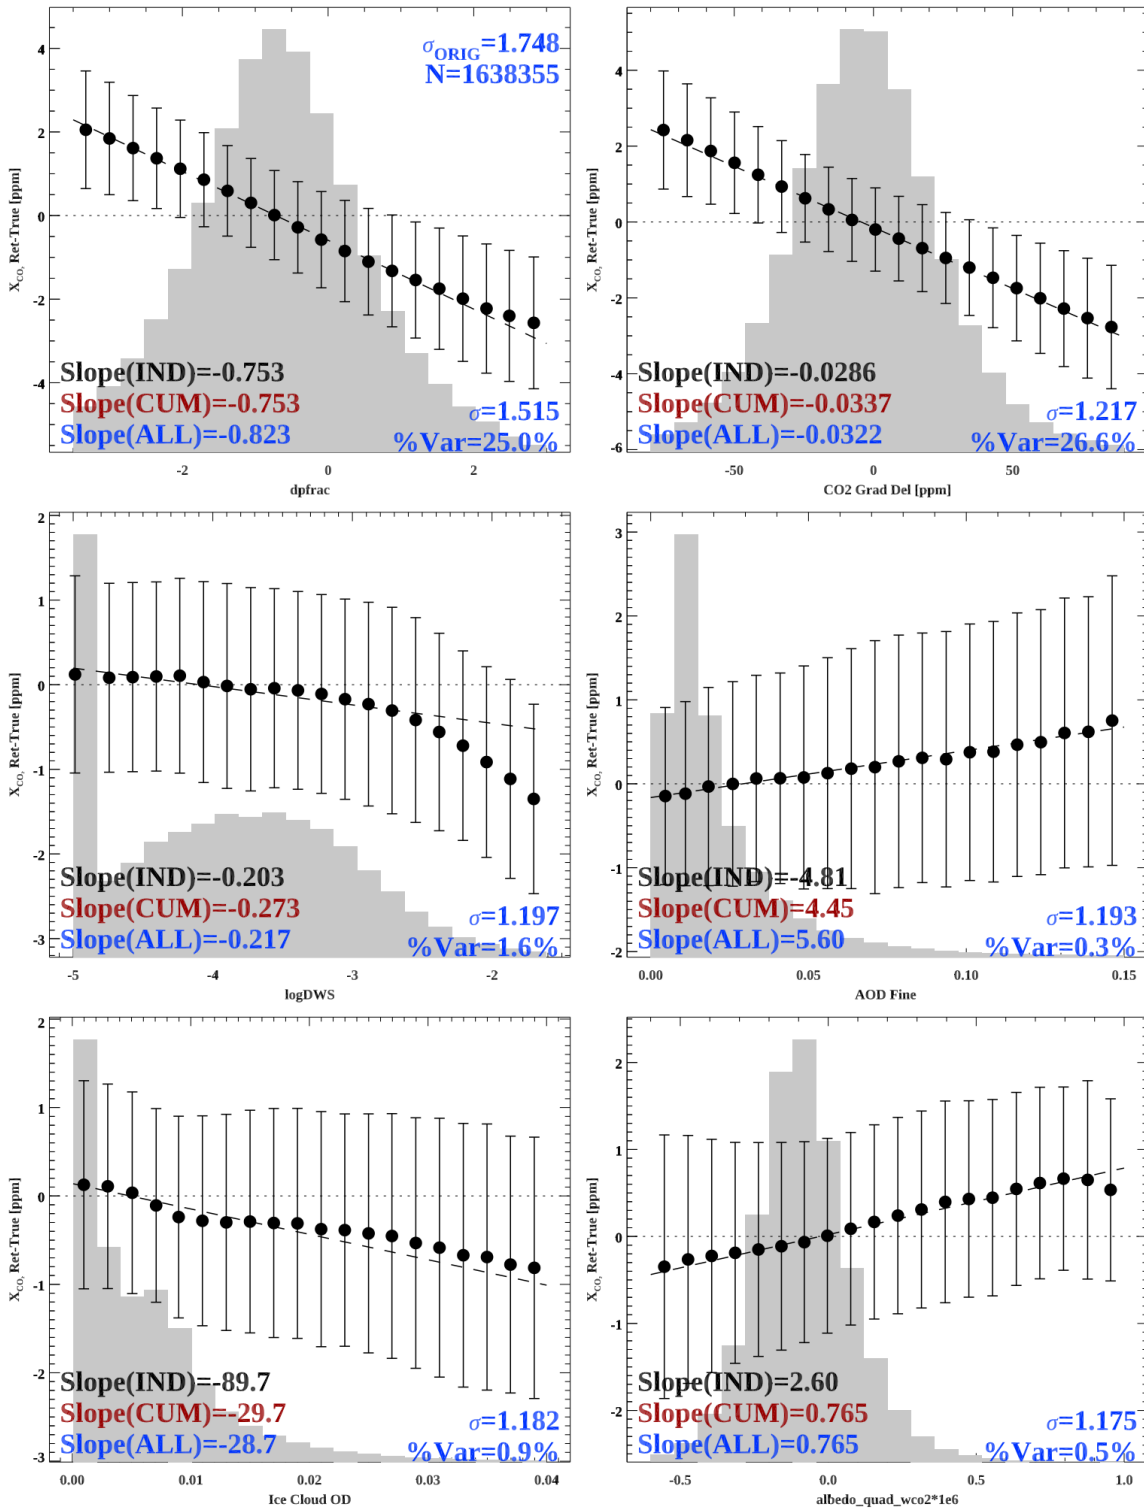 σORIG=1.748
N=1638355
4
2
0
-2
-4
XCO, Ret-True [ppm]
Slope(IND)=-0.753
Slope(CUM)=-0.753
Slope(ALL)=-0.823
σ=1.515
%Var=25.0%
-2 0 2
dpfrac
4
2
0
-2
-4
-6
XCO, Ret-True [ppm]
Slope(IND)=-0.0286
Slope(CUM)=-0.0337
Slope(ALL)=-0.0322
σ=1.217
%Var=26.6%
-50 0 50
CO2 Grad Del [ppm]
2
1
0
-1
-2
-3
XCO, Ret-True [ppm]
Slope(IND)=-0.203
Slope(CUM)=-0.273
Slope(ALL)=-0.217
σ=1.197
%Var=1.6%
-5 -4 -3 -2
logDWS
3
2
1
0
-1
-2
XCO, Ret-True [ppm]
Slope(IND)=-4.81
Slope(CUM)=4.45
Slope(ALL)=5.60
σ=1.193
%Var=0.3%
0.00 0.05 0.10 0.15
AOD Fine
2
1
0
-1
-2
-3
XCO, Ret-True [ppm]
Slope(IND)=-89.7
Slope(CUM)=-29.7
Slope(ALL)=-28.7
σ=1.182
%Var=0.9%
0.00 0.01 0.02 0.03 0.04
Ice Cloud OD
2
1
0
-1
-2
XCO, Ret-True [ppm]
Slope(IND)=2.60
Slope(CUM)=0.765
Slope(ALL)=0.765
σ=1.175
%Var=0.5%
-0.5 0.0 0.5 1.0
albedo_quad_wco2*1e6